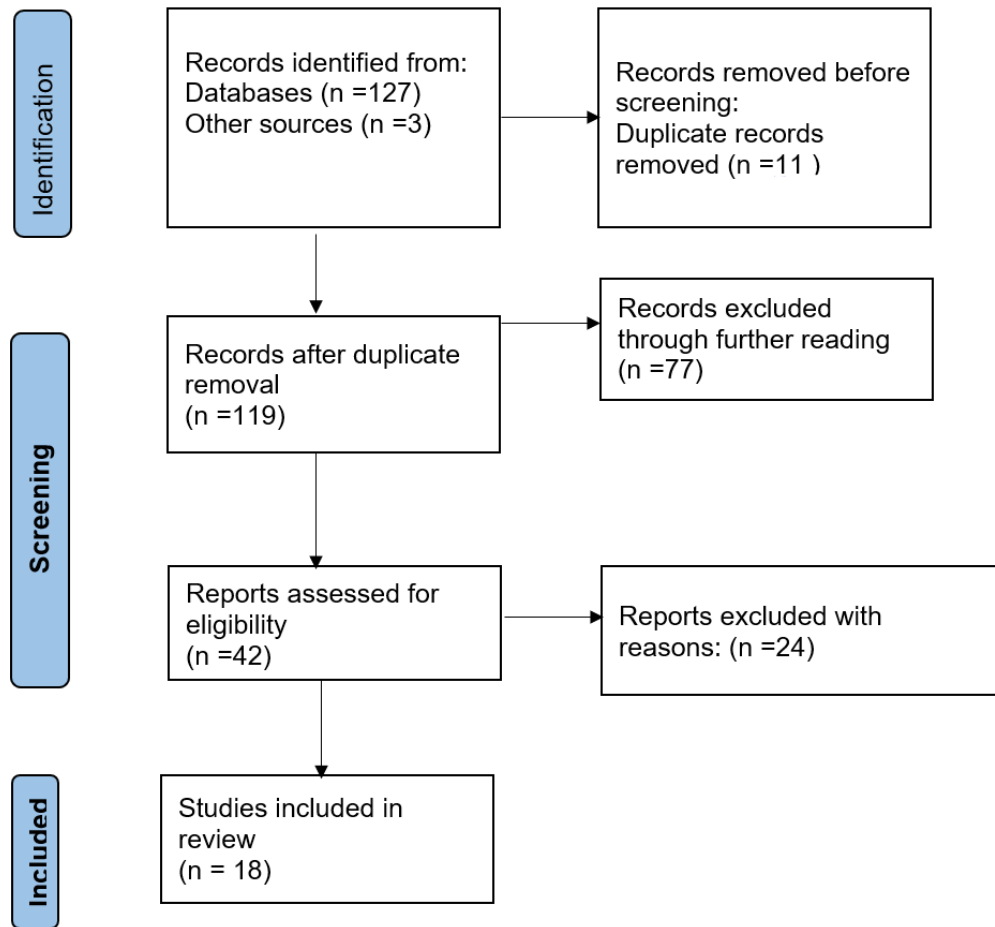 Identification
Records identified from:
Databases (n =127)
Other sources (n =3)
Records removed before
screening:
Duplicate records
removed (n =11 )
Screening
Records after duplicate
removal
(n =119)
Records excluded
through further reading
(n =77)
Reports assessed for
eligibility
(n =42)
Reports excluded with
reasons: (n =24)
Included
Studies included in
review
(n = 18)